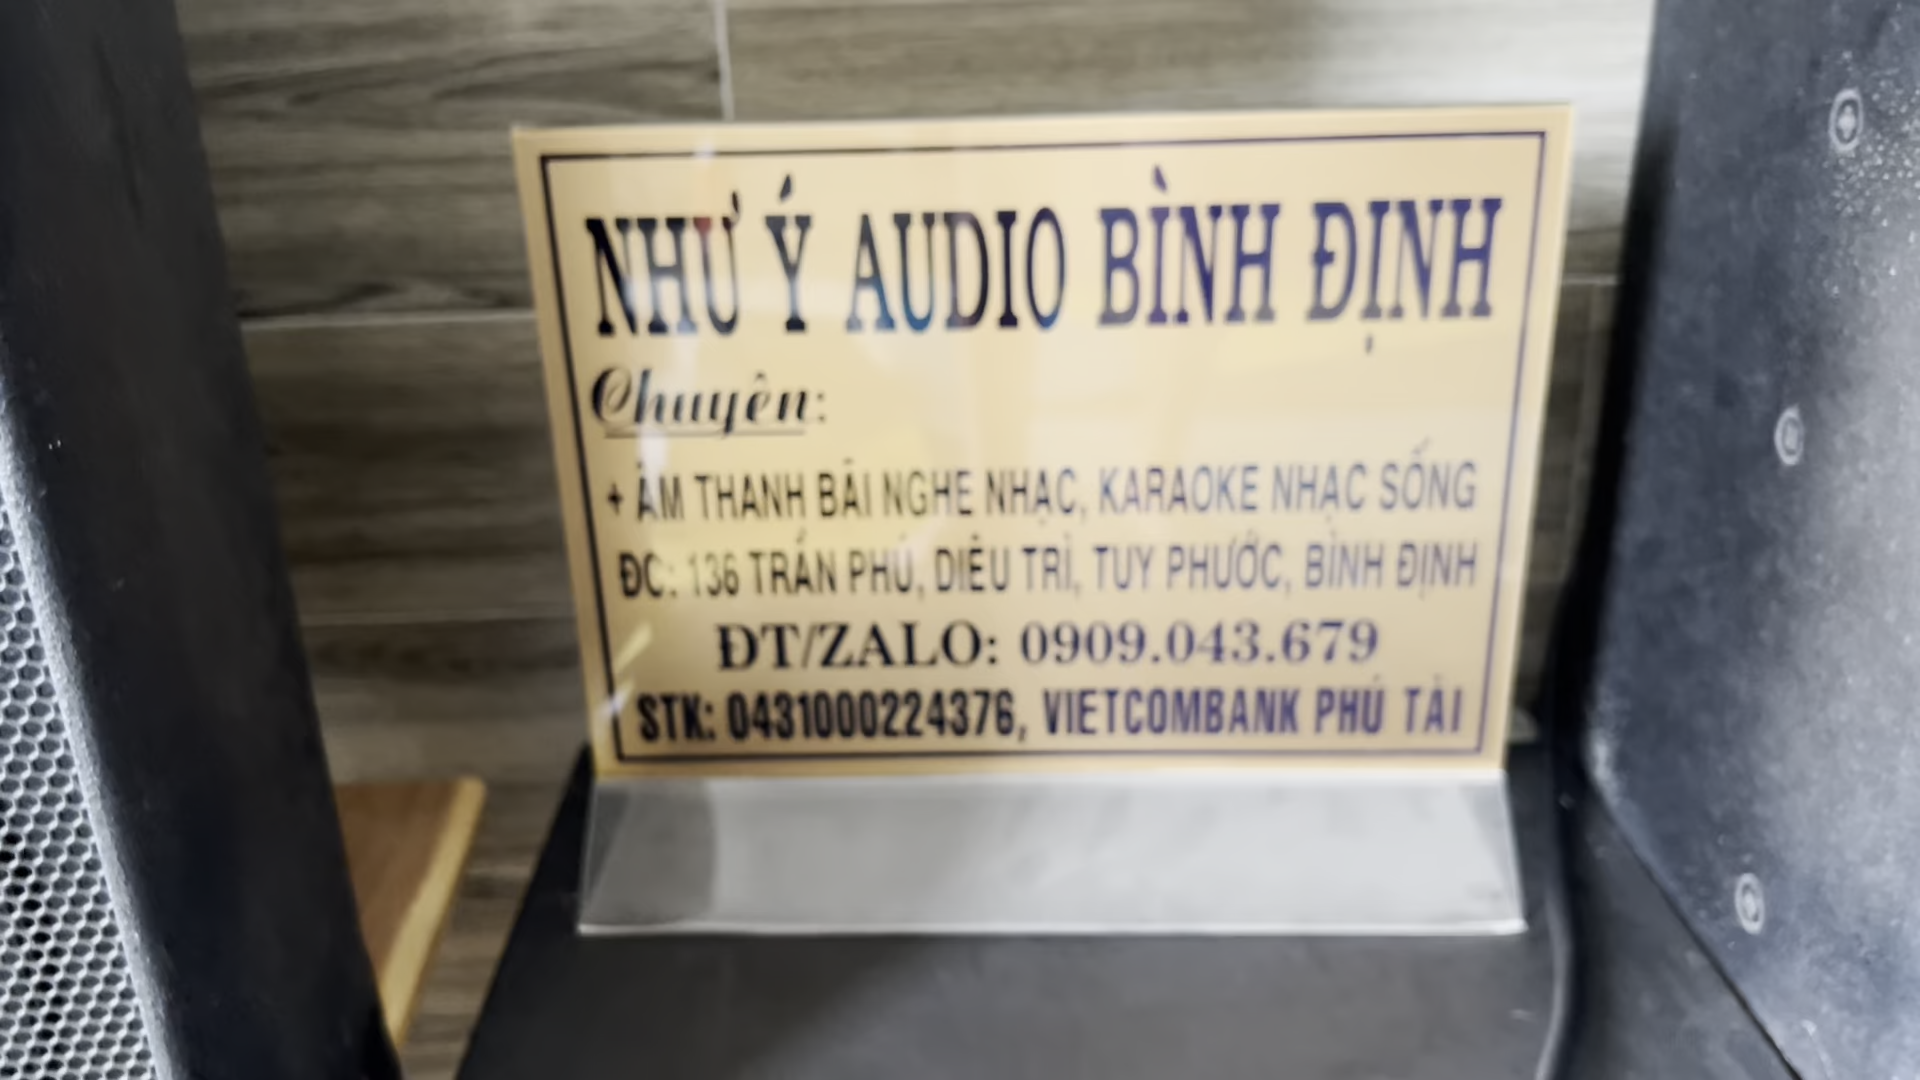 NHƯ Ý AUDIO BÌNH ĐỊNH
Chuyên:
+ ÂM THANH BÃI NGHE NHẠC, KARAOKE NHẠC SỐNG
ĐC: 136 TRẦN PHÚ, DIÊU TRÌ, TUY PHƯỚC, BÌNH ĐỊNH
ĐT/ZALO: 0909.043.679
STK: 0431000224376, VIETCOMBANK PHÚ TÀI